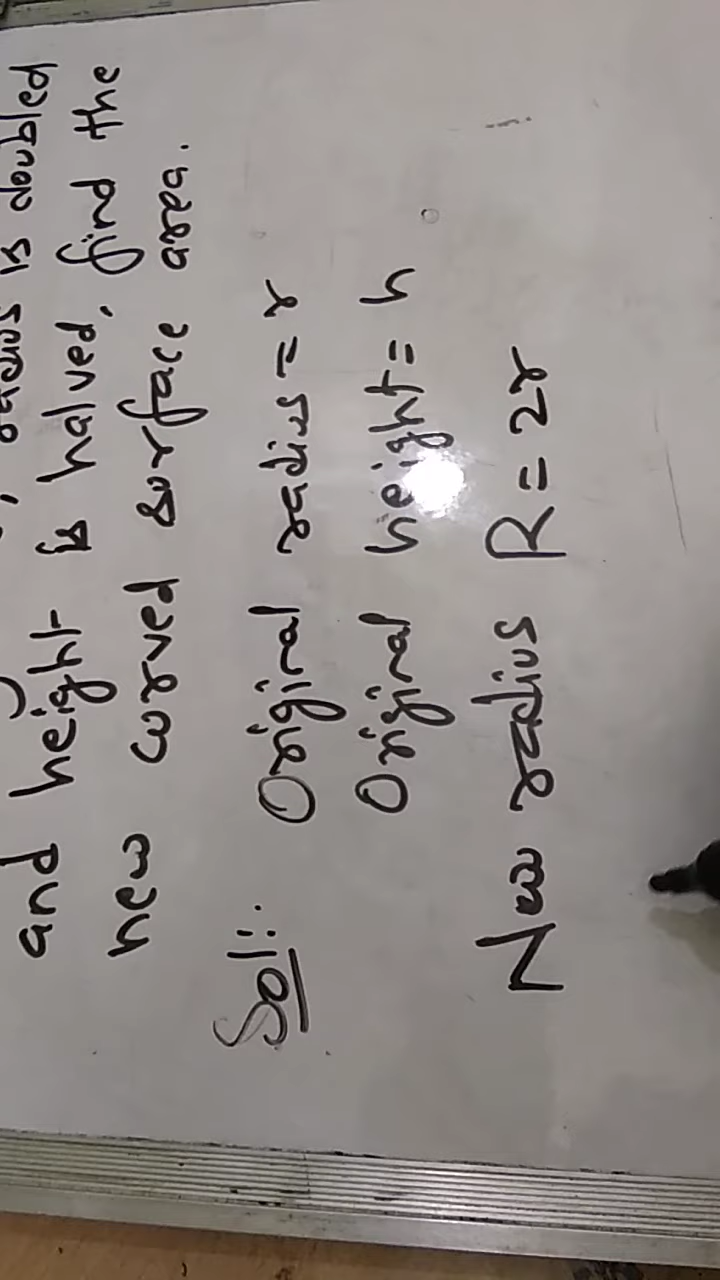 radius is doubled
and height is halved, find the
new curved surface area.
Sol:
Original radius = r
Original height = h
New radius R = 2r